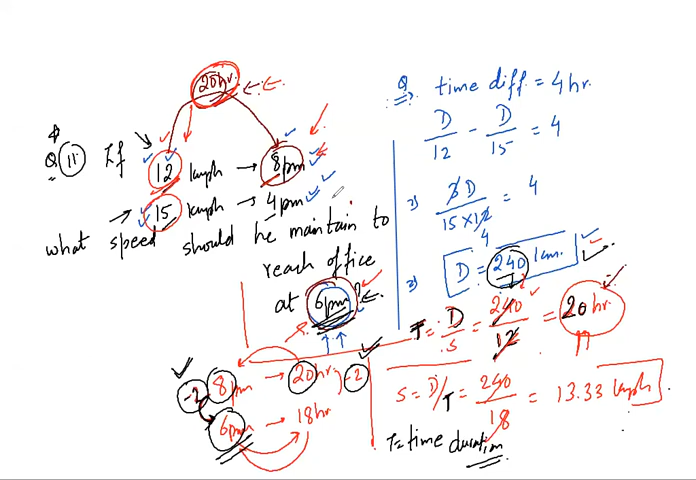 20hr.
Q 11 If 12 kmph → 8pm
15 kmph → 4pm
what speed should he maintain to
reach office
at 6pm?
8pm → 20hr) -2
-2
6pm → 18hr
Q ⇒ time diff = 4 hr.
D/12 - D/15 = 4
⇒ 3D/15×12 = 4
4
⇒ D = 240 km.
T = D/S = 240/12 = 20 hr.
S = D/T = 240/18 = 13.33 kmph
T = time duration